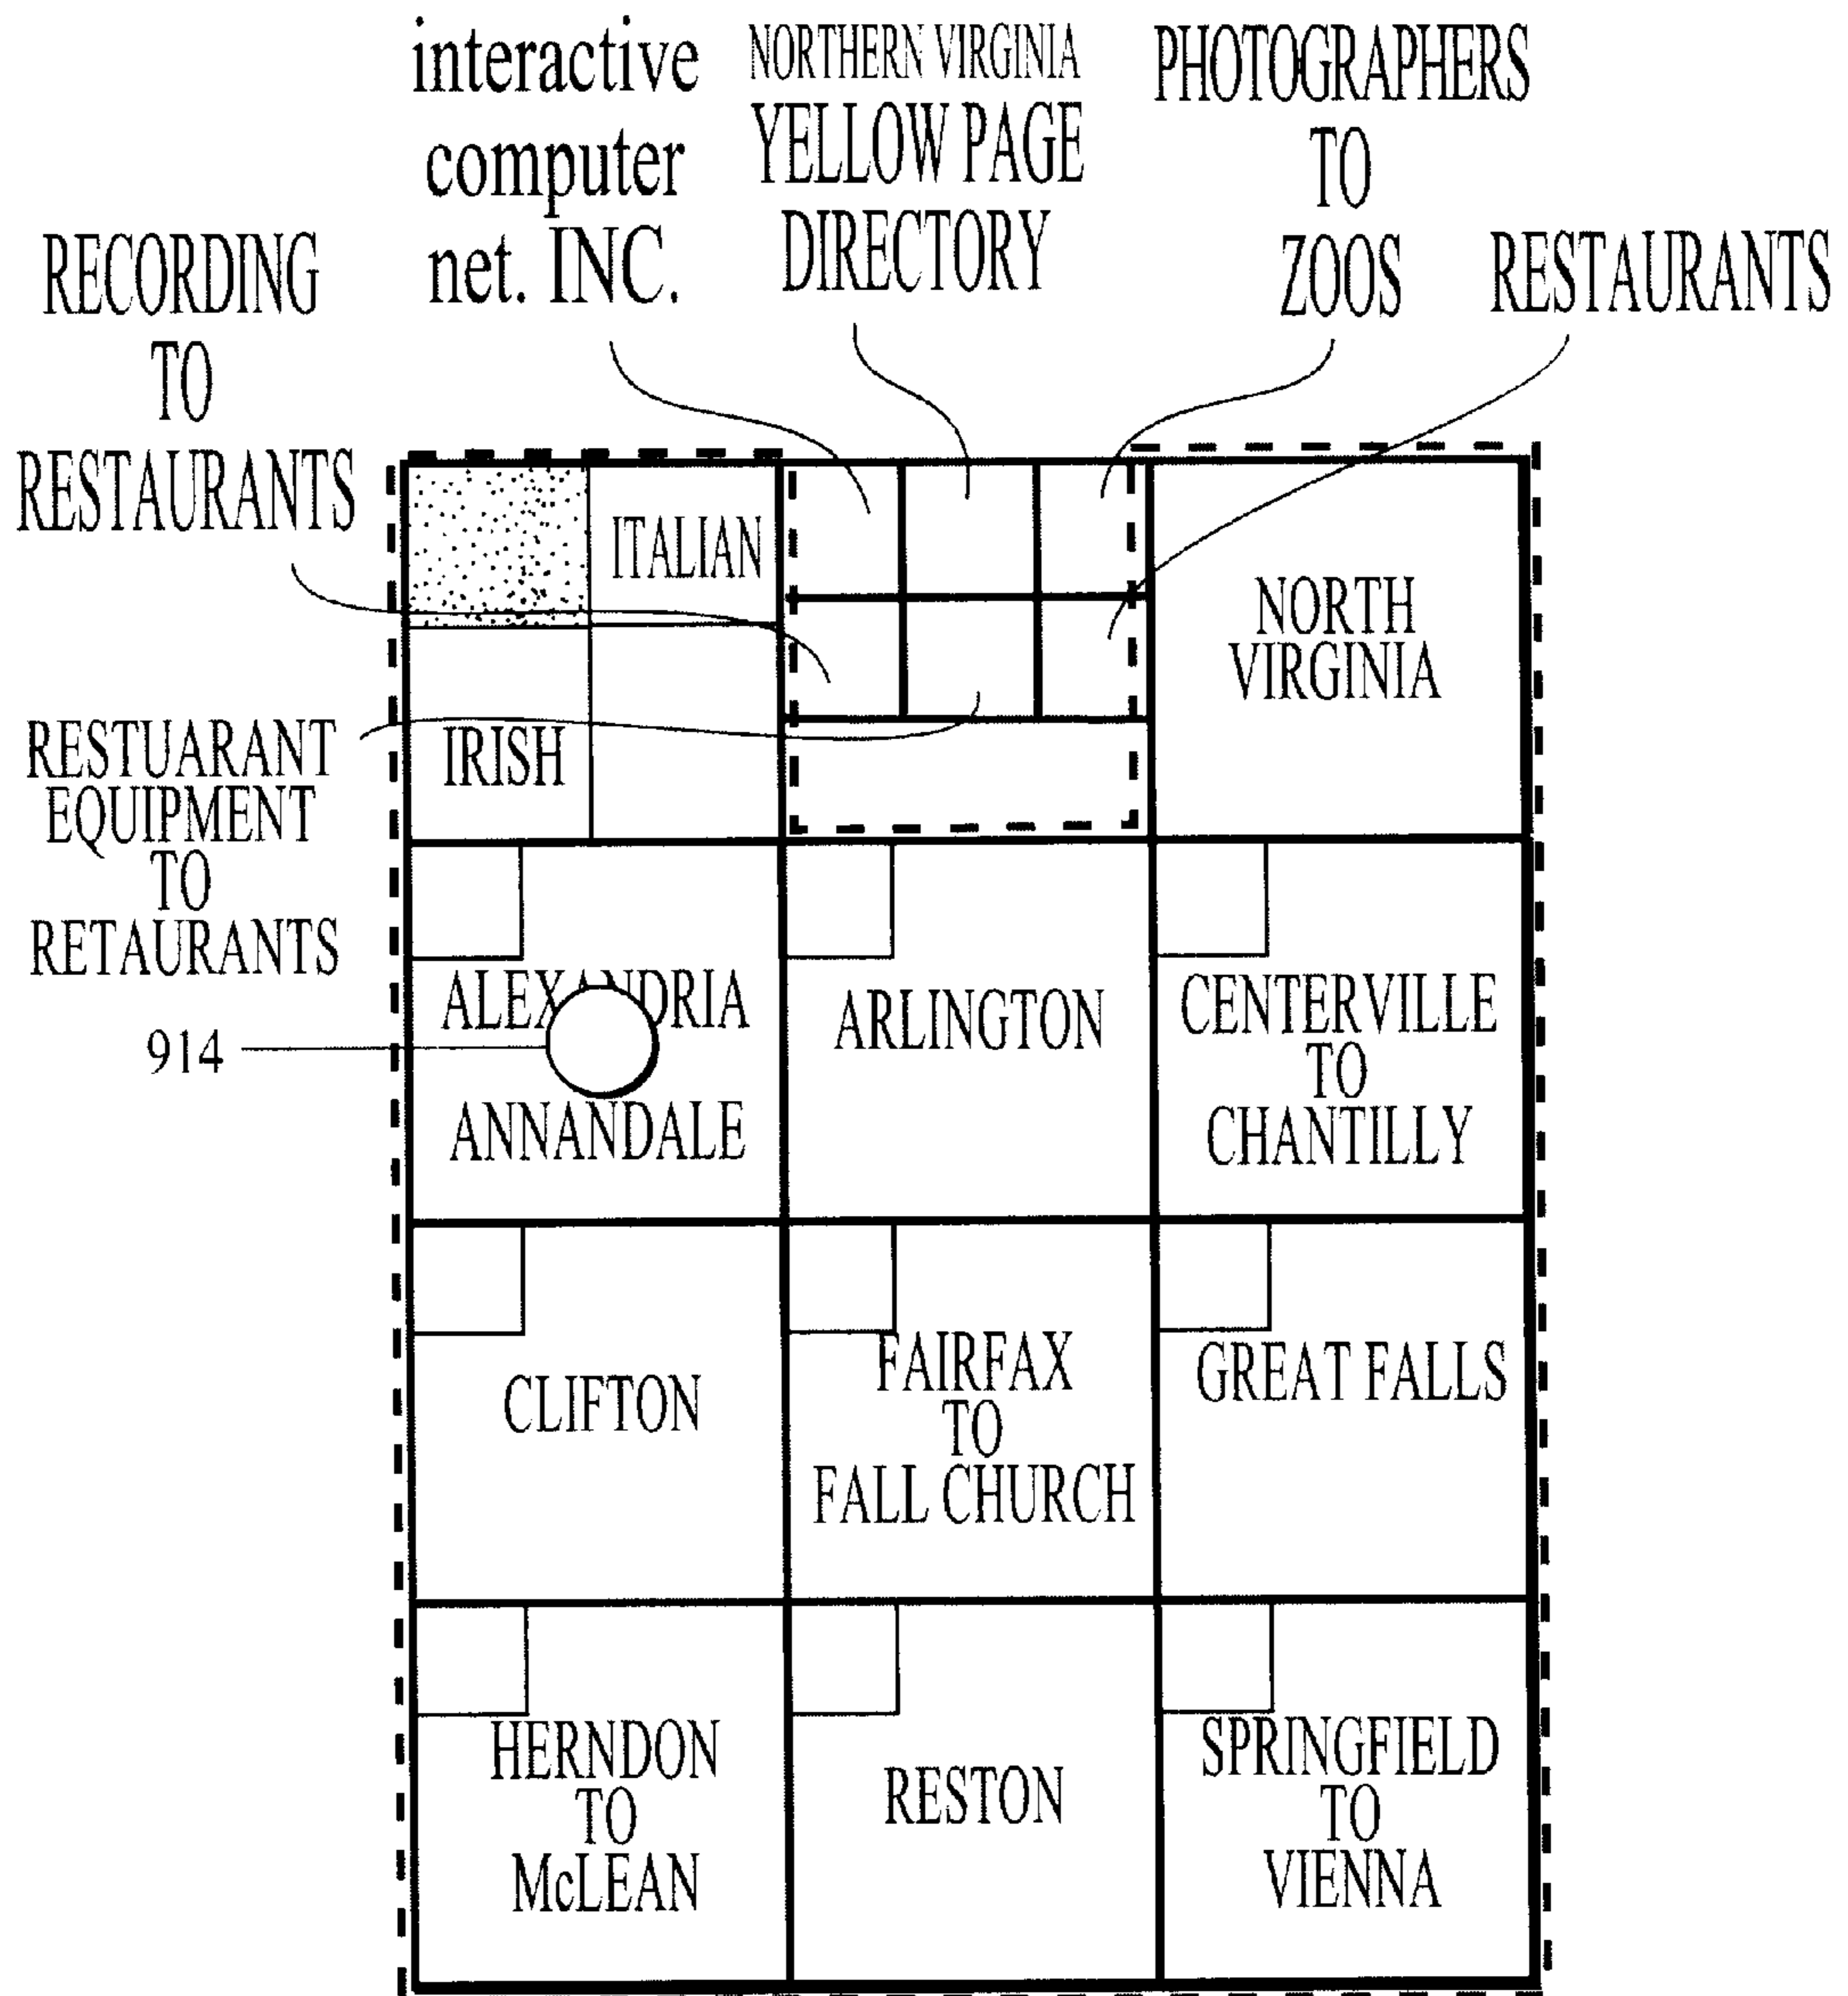 interactive
computer
net. INC.
NORTHERN VIRGINIA
YELLOW PAGE
DIRECTORY
PHOTOGRAPHERS
TO
ZOOS
RESTAURANTS
RECORDING
TO
RESTAURANTS
ITALIAN
NORTH
VIRGINIA
IRISH
RESTUARANT
EQUIPMENT
TO
RETAURANTS
914
ALEXANDRIA
ANNANDALE
ARLINGTON
CENTERVILLE
TO
CHANTILLY
CLIFTON
FAIRFAX
TO
FALL CHURCH
GREAT FALLS
HERNDON
TO
McLEAN
RESTON
SPRINGFIELD
TO
VIENNA